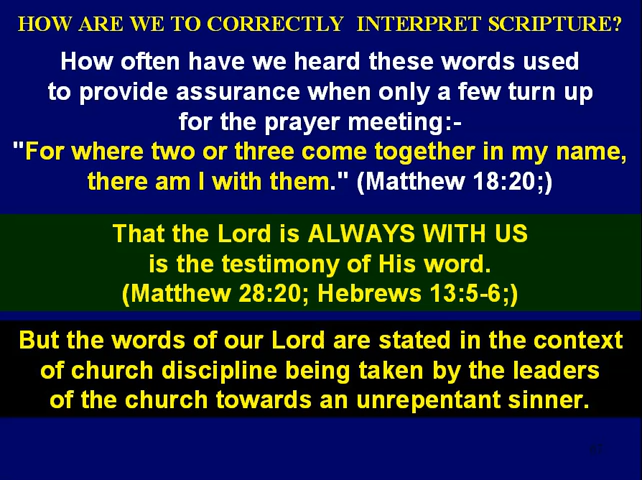 HOW ARE WE TO CORRECTLY INTERPRET SCRIPTURE?
How often have we heard these words used
to provide assurance when only a few turn up
for the prayer meeting:-
"For where two or three come together in my name,
there am I with them." (Matthew 18:20;)
That the Lord is ALWAYS WITH US
is the testimony of His word.
(Matthew 28:20; Hebrews 13:5-6;)
But the words of our Lord are stated in the context
of church discipline being taken by the leaders
of the church towards an unrepentant sinner.